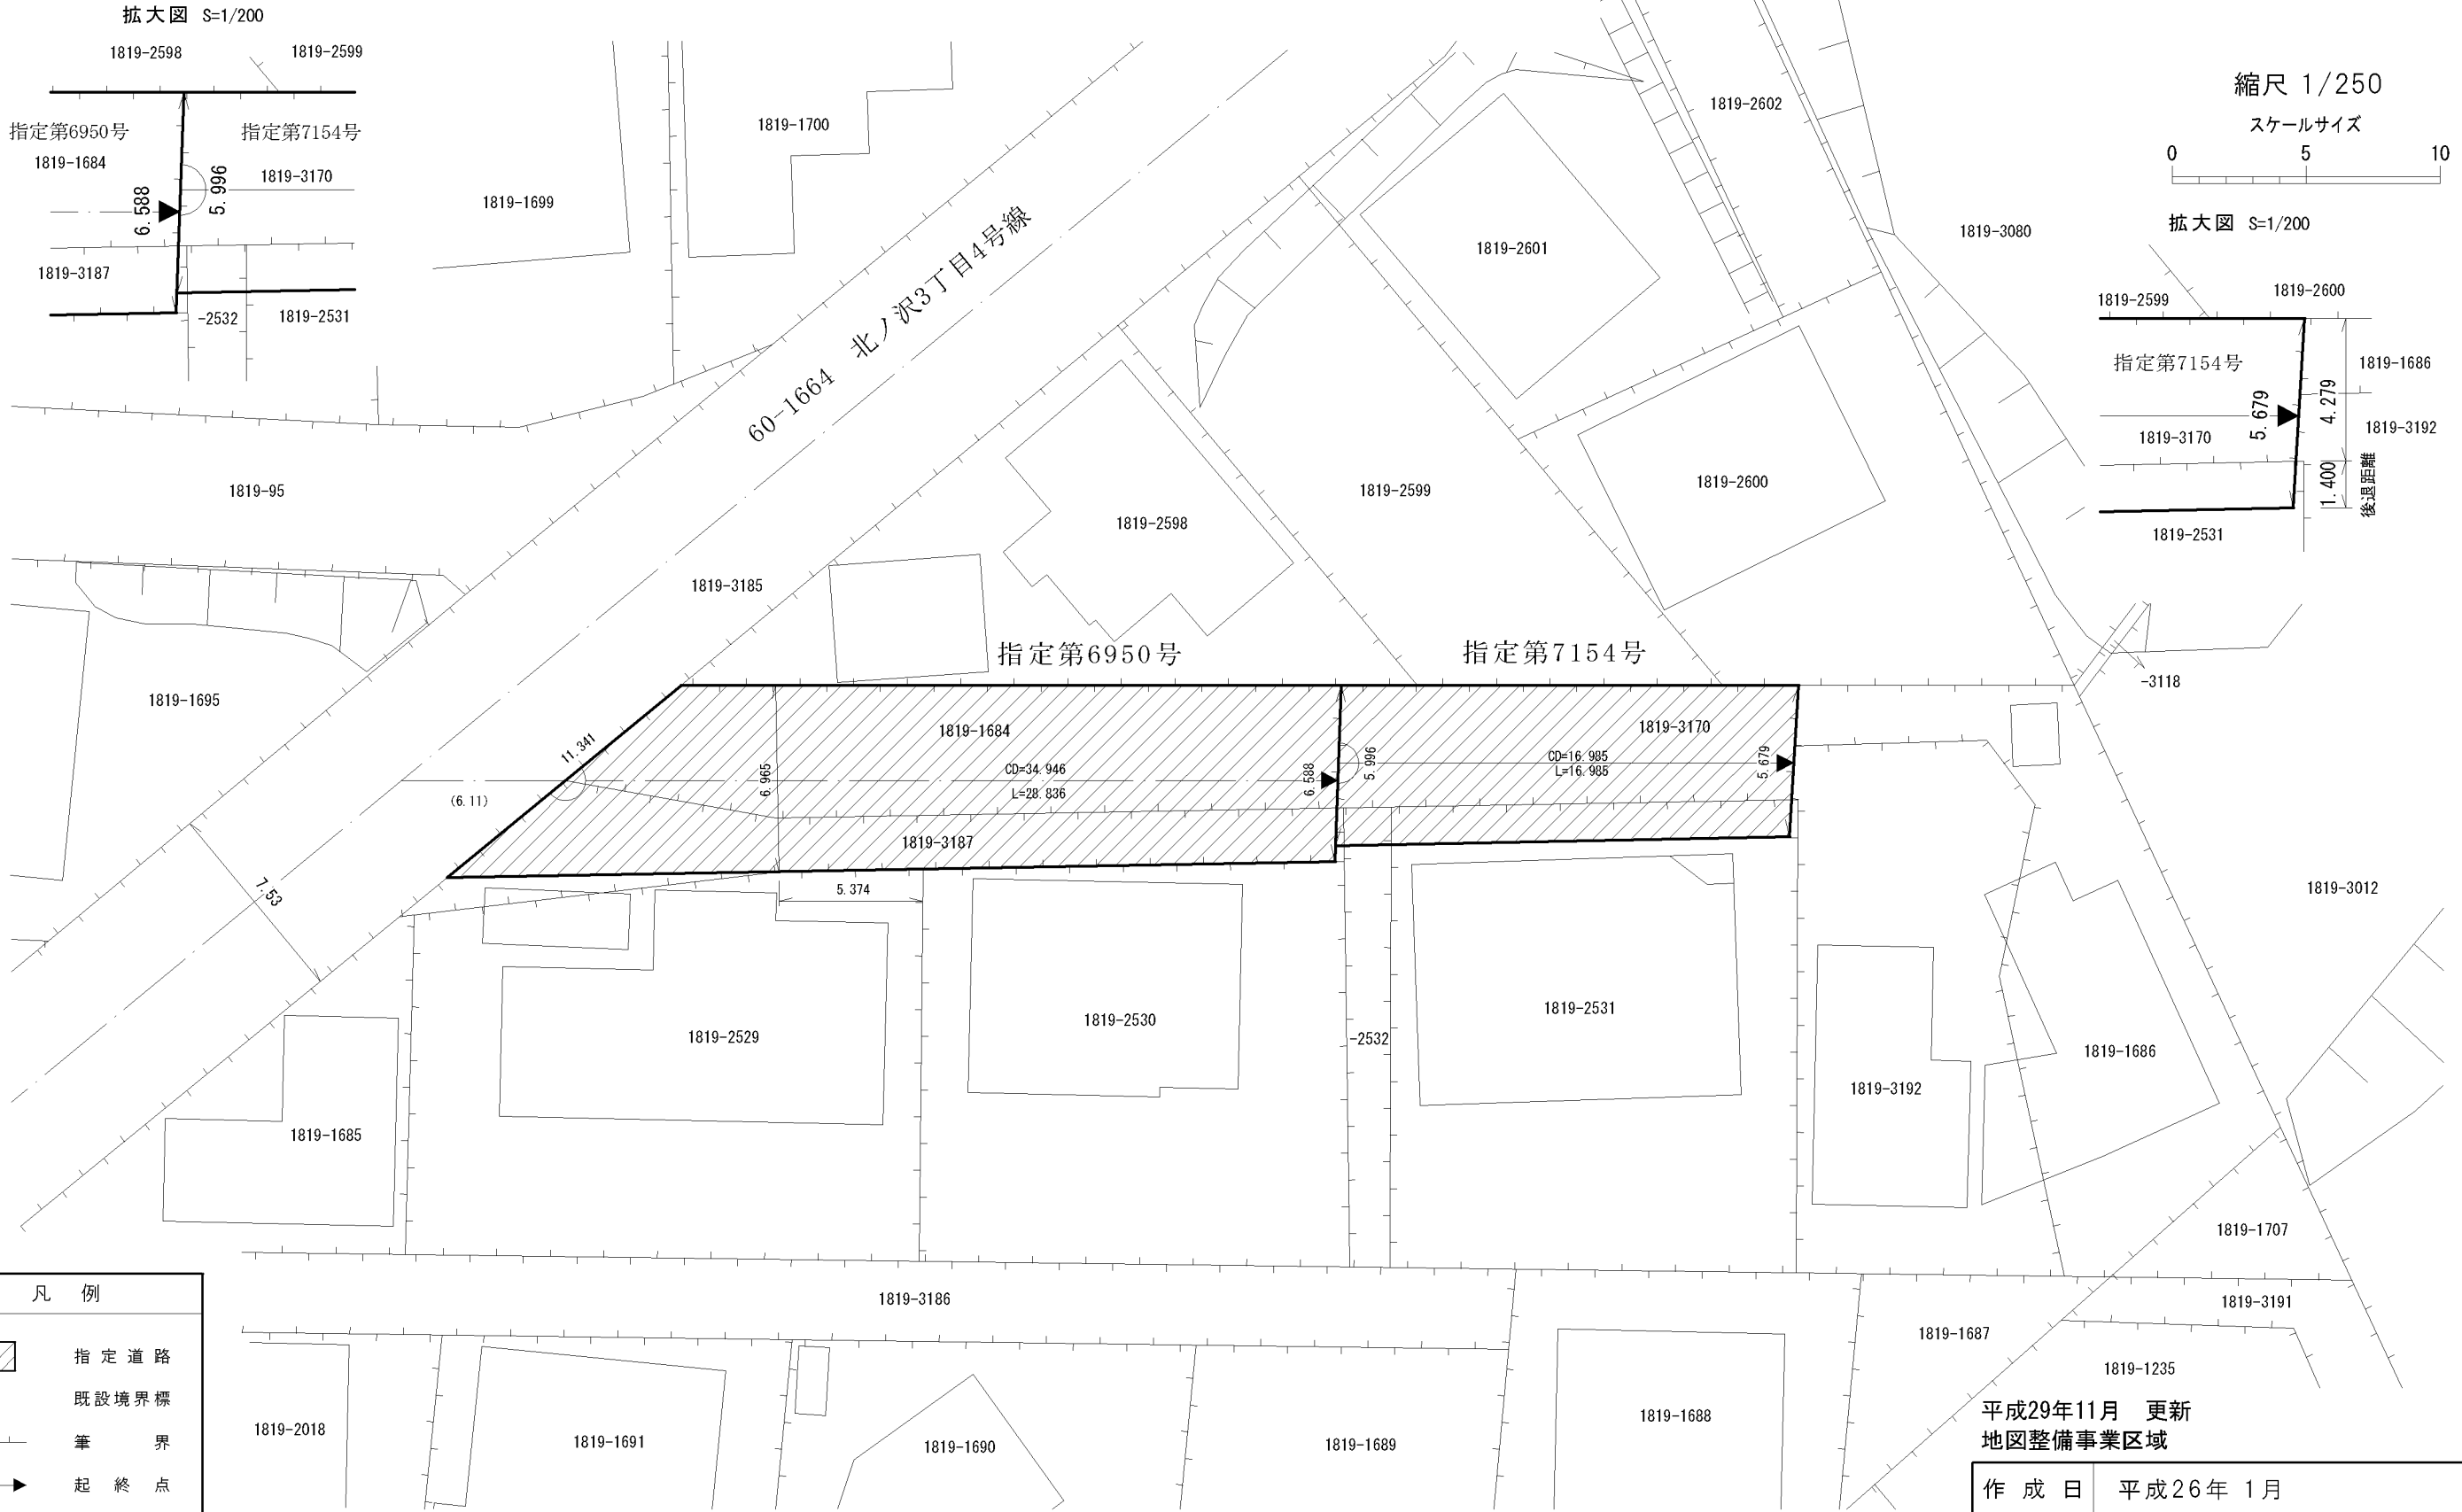 拡大図 S=1/200
1819-2598
1819-2599
指定第6950号
指定第7154号
1819-1684
1819-3170
6.588
5.996
1819-3187
-2532
1819-2531
1819-1700
1819-1699
60-1664 北ノ沢3丁目4号線
1819-2602
1819-2601
1819-3080
縮尺 1/250
スケールサイズ
0 5 10
拡大図 S=1/200
1819-2599
1819-2600
指定第7154号
1819-1686
5.679
4.279
1819-3170
1819-3192
1.400
後退距離
1819-2531
1819-95
1819-2599
1819-2600
1819-2598
1819-3185
指定第6950号
指定第7154号
1819-1695
-3118
1819-1684
1819-3170
11.341
6.965
CD=34.946
L=28.836
6.588
5.996
CD=16.985
L=16.985
5.679
(6.11)
1819-3187
5.374
7.53
1819-3012
1819-2529
1819-2530
-2532
1819-2531
1819-3192
1819-1686
1819-1685
1819-1707
1819-3186
1819-3191
1819-1687
1819-1235
凡例
指定道路
既設境界標
筆界
起終点
1819-2018
1819-1691
1819-1690
1819-1689
1819-1688
平成29年11月 更新
地図整備事業区域
作成日 平成26年 1月